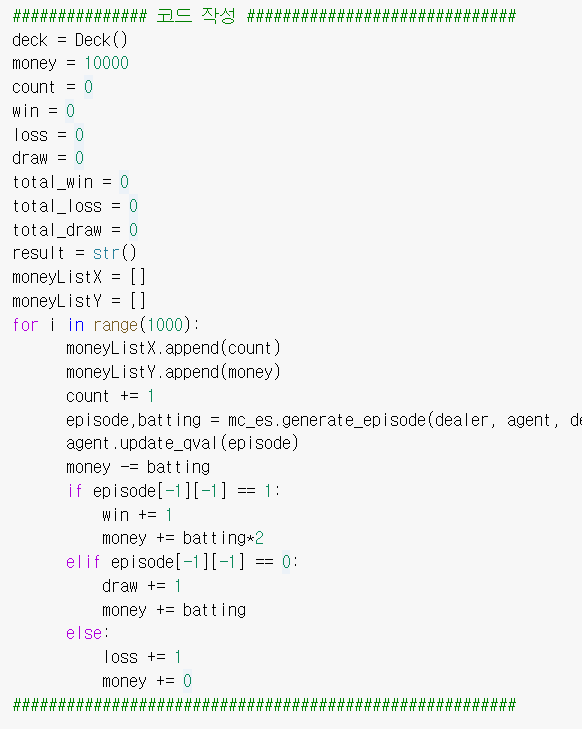 ############### 코드 작성 ##############################
deck = Deck()
money = 10000
count = 0
win = 0
loss = 0
draw = 0
total_win = 0
total_loss = 0
total_draw = 0
result = str()
moneyListX = []
moneyListY = []
for i in range(1000):
moneyListX.append(count)
moneyListY.append(money)
count += 1
episode,batting = mc_es.generate_episode(dealer, agent, de
agent.update_qval(episode)
money -= batting
if episode[-1][-1] == 1:
win += 1
money += batting*2
elif episode[-1][-1] == 0:
draw += 1
money += batting
else:
loss += 1
money += 0
########################################################